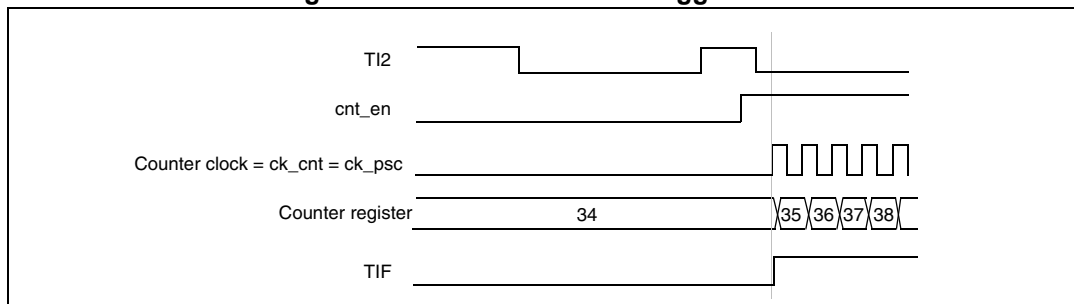 TI2
cnt_en
Counter clock = ck_cnt = ck_psc
Counter register 34 35 36 37 38
TIF